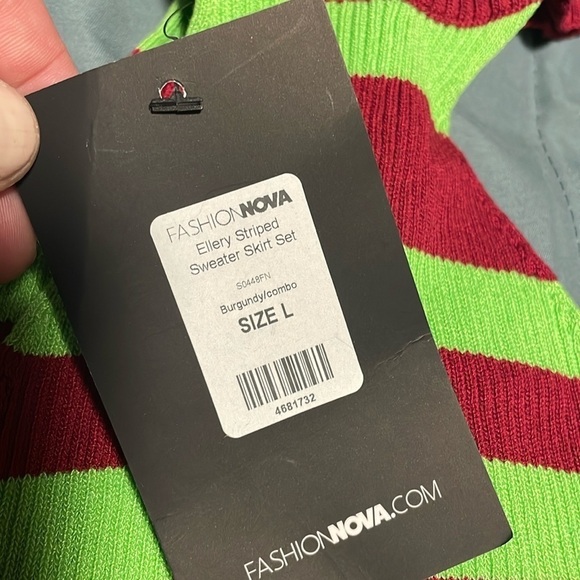 FASHIONNOVA
Ellery Striped
Sweater Skirt Set
S0448FN
Burgundy/combo
SIZE L
4681732
FASHIONNOVA.COM